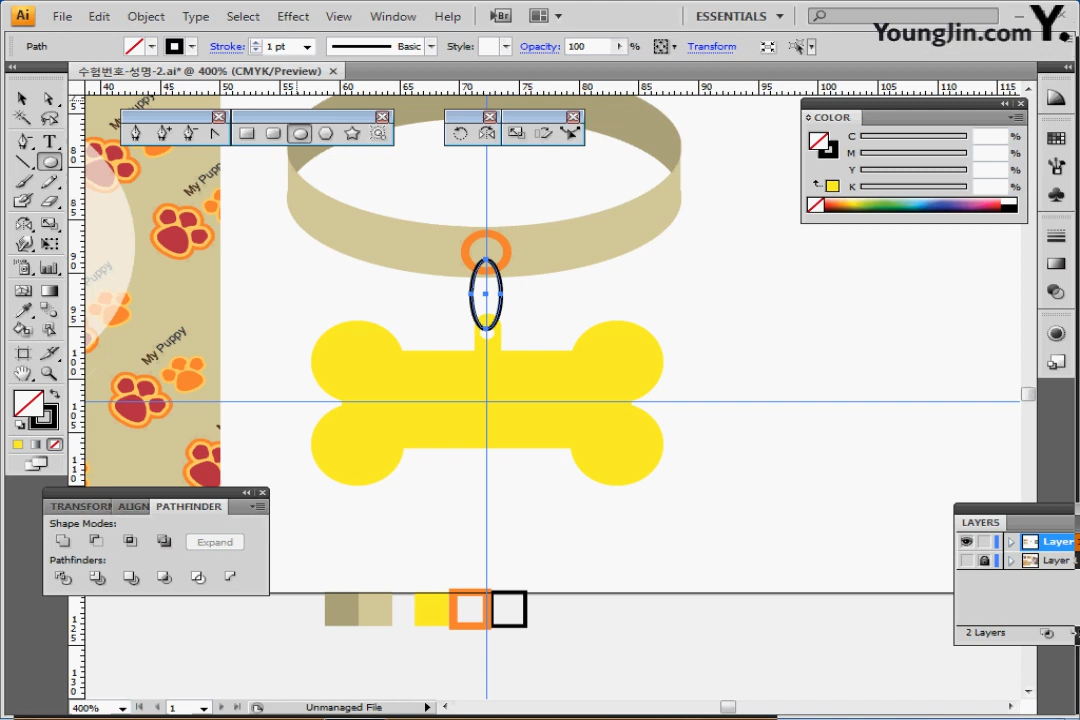 Ai File Edit Object Type Select Effect View Window Help Br ESSENTIALS
YoungJin.com Y.
Path Stroke: 1 pt Basic Style: Opacity: 100 % Transform
수험번호-성명-2.ai* @ 400% (CMYK/Preview)
40 45 50 55 60 65 70 75 80 85 90 95 100 105 110 115
COLOR
C %
M %
Y %
K %
My Puppy
My Puppy
My Puppy
TRANSFORM ALIGN PATHFINDER
Shape Modes:
Expand
Pathfinders:
LAYERS
Layer
Layer
2 Layers
400% 1 Unmanaged File